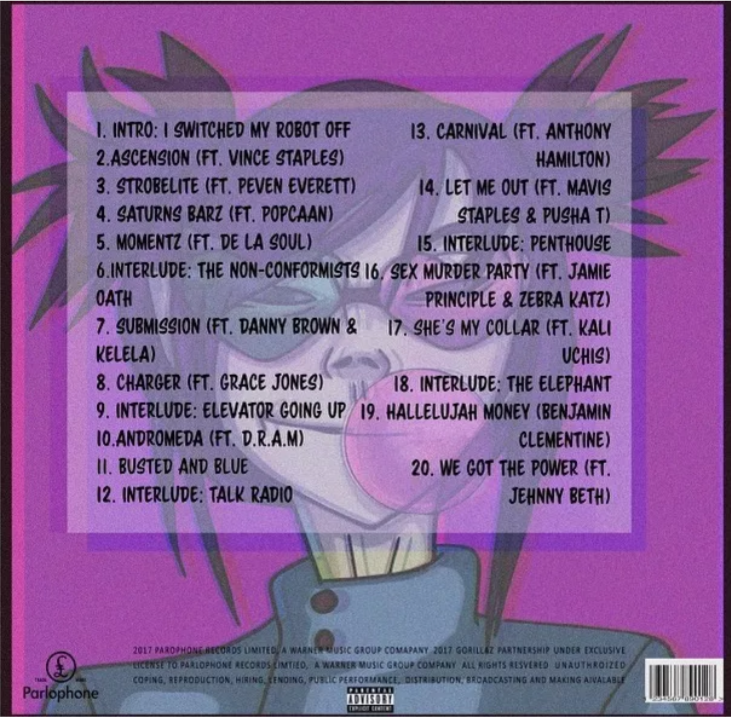 1. INTRO: I SWITCHED MY ROBOT OFF
2.ASCENSION (FT. VINCE STAPLES)
3. STROBELITE (FT. PEVEN EVERETT)
4. SATURNS BARZ (FT. POPCAAN)
5. MOMENTZ (FT. DE LA SOUL)
6.INTERLUDE: THE NON-CONFORMISTS
OATH
7. SUBMISSION (FT. DANNY BROWN &
KELELA)
8. CHARGER (FT. GRACE JONES)
9. INTERLUDE: ELEVATOR GOING UP
10.ANDROMEDA (FT. D.R.A.M)
11. BUSTED AND BLUE
12. INTERLUDE: TALK RADIO
13. CARNIVAL (FT. ANTHONY
HAMILTON)
14. LET ME OUT (FT. MAVIS
STAPLES & PUSHA T)
15. INTERLUDE: PENTHOUSE
16. SEX MURDER PARTY (FT. JAMIE
PRINCIPLE & ZEBRA KATZ)
17. SHE'S MY COLLAR (FT. KALI
UCHIS)
18. INTERLUDE: THE ELEPHANT
19. HALLELUJAH MONEY (BENJAMIN
CLEMENTINE)
20. WE GOT THE POWER (FT.
JEHNNY BETH)
2017 PAROPHONE RECORDS LIMITED, A WARNER MUSIC GROUP COMAPANY 2017 GORILLAZ PARTNERSHIP UNDER EXCLUSIVE
LICENSE TO PARLOPHONE RECORDS LIMTIED, A WARNER MUSIC GROUP COMPANY ALL RIGHTS RESVERED UNAUTHROIZED
COPING, REPRODUCTION, HIRING, LENDING, PUBLIC PERFORMANCE, DISTRIBUTION, BROADCASTING AND MAKING AIVALABLE
£
Parlophone
PARENTAL
ADVISORY
EXPLICIT CONTENT